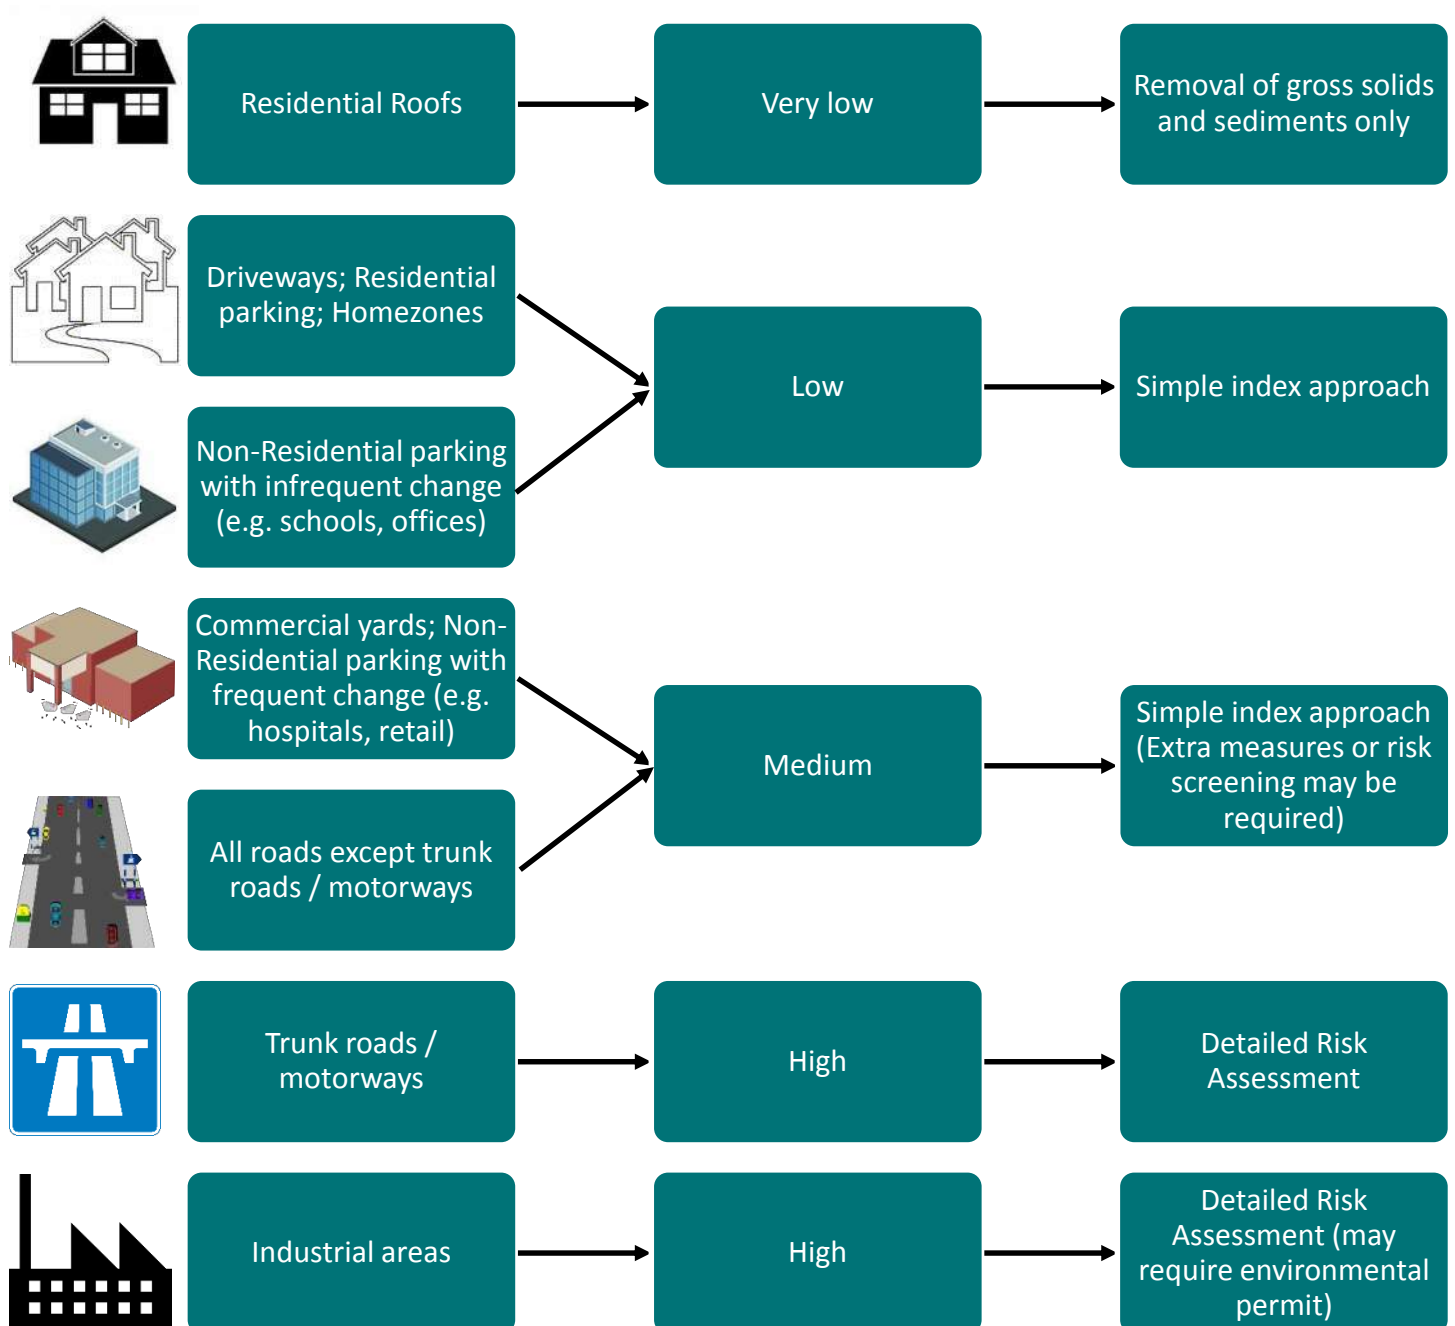 Residential Roofs
Very low
Removal of gross solids
and sediments only
Driveways; Residential
parking; Homezones
Non-Residential parking
with infrequent change
(e.g. schools, offices)
Low
Simple index approach
Commercial yards; Non-
Residential parking with
frequent change (e.g.
hospitals, retail)
All roads except trunk
roads / motorways
Medium
Simple index approach
(Extra measures or risk
screening may be
required)
Trunk roads /
motorways
High
Detailed Risk
Assessment
Industrial areas
High
Detailed Risk
Assessment (may
require environmental
permit)